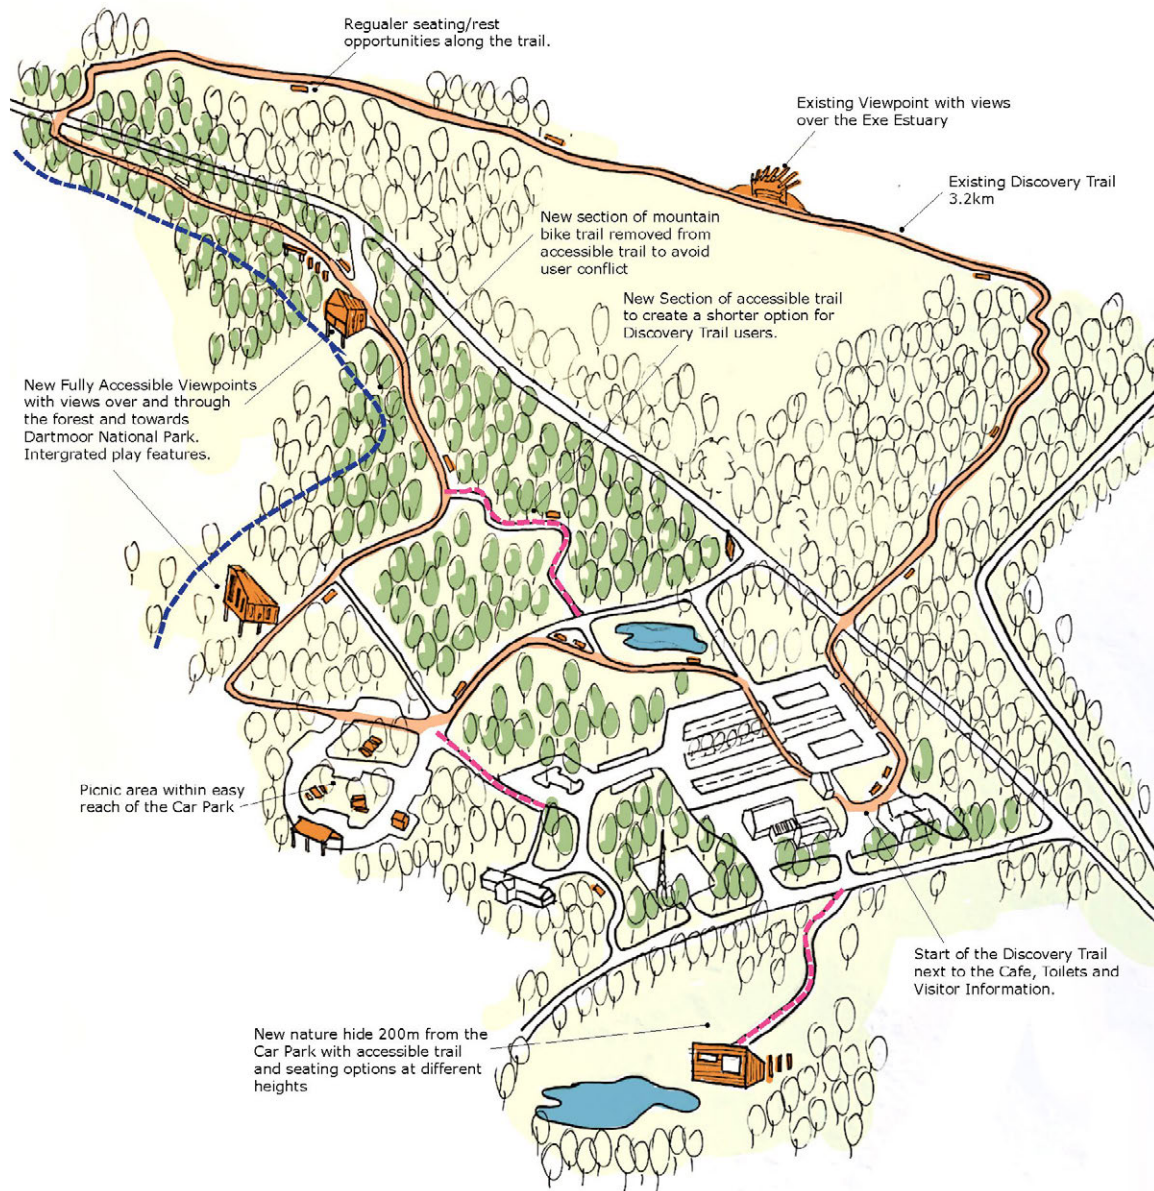 Regualer seating/rest
opportunities along the trail.
Existing Viewpoint with views
over the Exe Estuary
Existing Discovery Trail
3.2km
New section of mountain
bike trail removed from
accessible trail to avoid
user conflict
New Section of accessible trail
to create a shorter option for
Discovery Trail users.
New Fully Accessible Viewpoints
with views over and through
the forest and towards
Dartmoor National Park.
Intergrated play features.
Picnic area within easy
reach of the Car Park
Start of the Discovery Trail
next to the Cafe, Toilets and
Visitor Information.
New nature hide 200m from the
Car Park with accessible trail
and seating options at different
heights